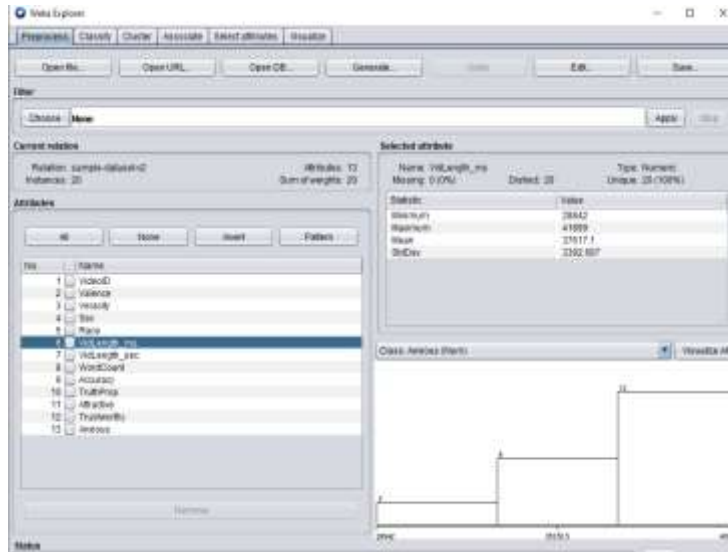 Weka Explorer
Preprocess Classify Cluster Associate Select attributes Visualize
Open file... Open URL... Open DB... Generate... Edit... Save...
Filter
Choose None Apply
Current relation
Relation: sample-dataset-v2 Attributes: 13
Instances: 20 Sum of weights: 20
Attributes
All None Invert Pattern
No. Name
1 VideoID
2 Valence
3 Veracity
4 Sex
5 Race
6 VidLength_ms
7 VidLength_sec
8 WordCount
9 Accuracy
10 TruthProp
11 Attractive
12 Trustworthy
13 Anxious
Remove
Status
Selected attribute
Name: VidLength_ms Type: Numeric
Missing: 0 (0%) Distinct: 20 Unique: 20 (100%)
Statistic Value
Minimum
Maximum
Mean 37617.1
StdDev
Class: Anxious (Num) Visualize All
12
6
2